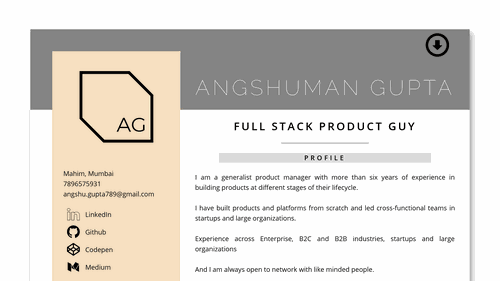 ANGSHUMAN GUPTA
AG
Mahim, Mumbai
7896575931
angshu.gupta789@gmail.com
LinkedIn
Github
Codepen
Medium
FULL STACK PRODUCT GUY
PROFILE
I am a generalist product manager with more than six years of experience in
building products at different stages of their lifecycle.
I have built products and platforms from scratch and led cross-functional teams in
startups and large organizations.
Experience across Enterprise, B2C and B2B industries, startups and large
organizations
And I am always open to network with like minded people.